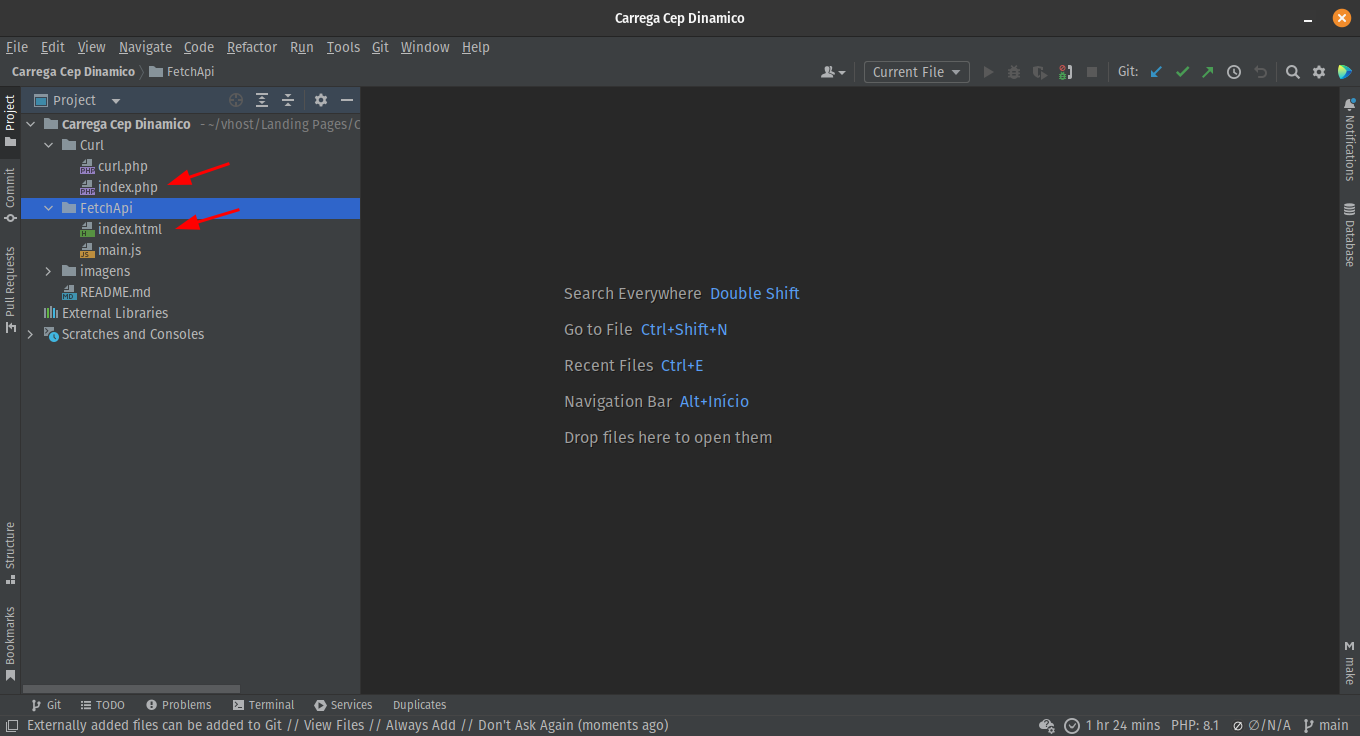 Carrega Cep Dinamico
File Edit View Navigate Code Refactor Run Tools Git Window Help
Carrega Cep Dinamico FetchApi Current File Git:
Project
Project
Carrega Cep Dinamico - ~/vhost/Landing Pages/C
Curl
curl.php
index.php
FetchApi
index.html
main.js
imagens
README.md
External Libraries
Scratches and Consoles
Commit
Pull Requests
Structure
Bookmarks
Search Everywhere Double Shift
Go to File Ctrl+Shift+N
Recent Files Ctrl+E
Navigation Bar Alt+Início
Drop files here to open them
Notifications
Database
make
Git TODO Problems Terminal Services Duplicates
Externally added files can be added to Git // View Files // Always Add // Don't Ask Again (moments ago) 1 hr 24 mins PHP: 8.1 ∅/N/A main